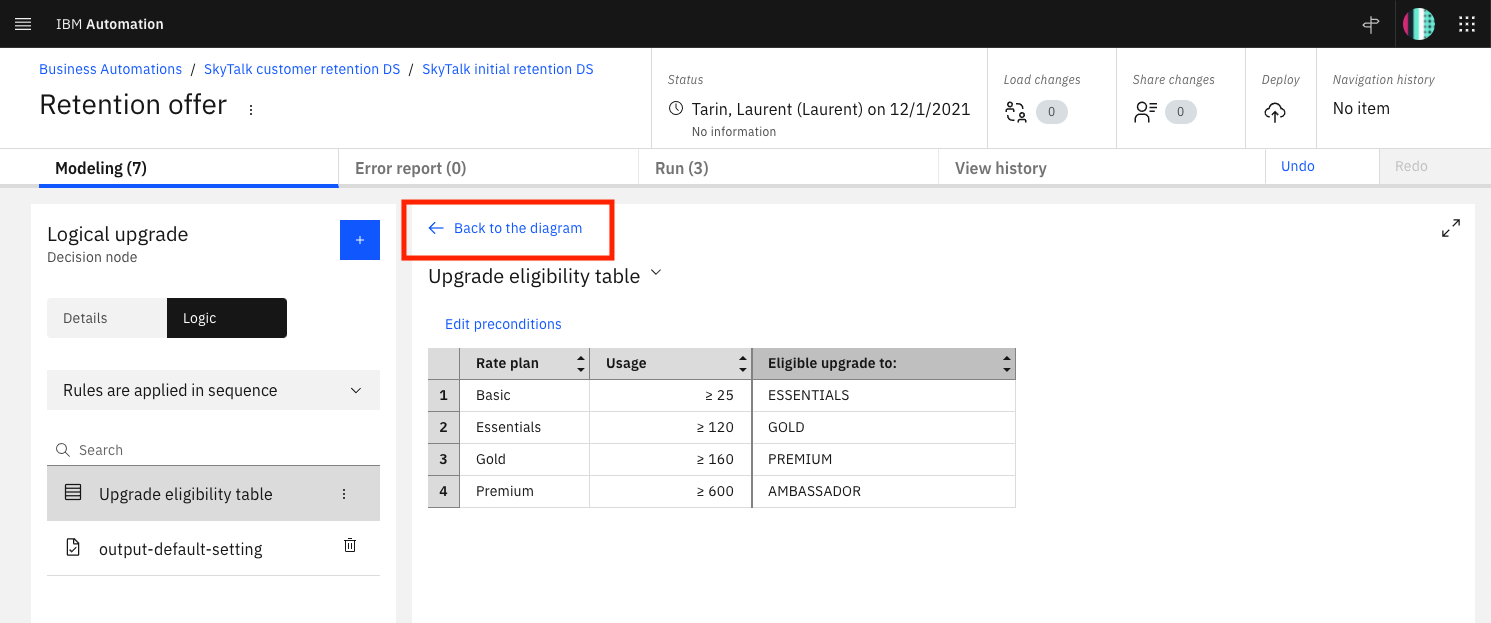 IBM Automation
Business Automations / SkyTalk customer retention DS / SkyTalk initial retention DS
Retention offer
Status
Tarin, Laurent (Laurent) on 12/1/2021
No information
Load changes
0
Share changes
0
Deploy
Navigation history
No item
Modeling (7)
Error report (0)
Run (3)
View history
Undo
Redo
Logical upgrade
Decision node
+
Details
Logic
Rules are applied in sequence
Search
Upgrade eligibility table
output-default-setting
Back to the diagram
Upgrade eligibility table
Edit preconditions
Rate plan Usage Eligible upgrade to:
1 Basic ≥ 25 ESSENTIALS
2 Essentials ≥ 120 GOLD
3 Gold ≥ 160 PREMIUM
4 Premium ≥ 600 AMBASSADOR